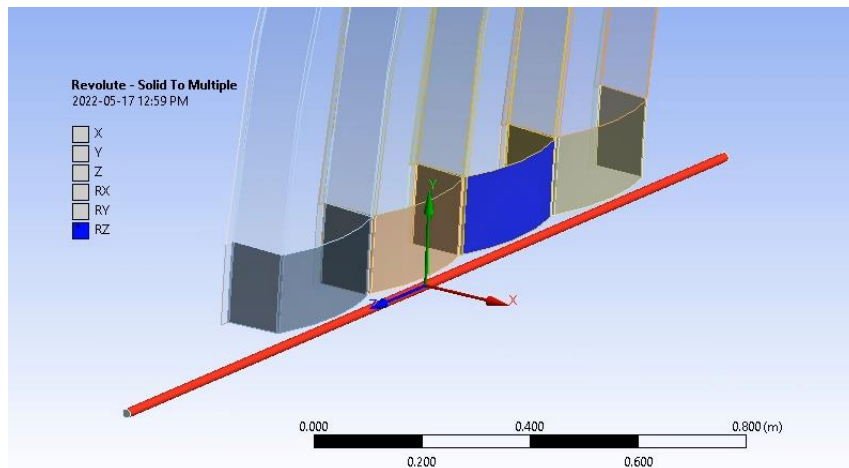 Revolute - Solid To Multiple
2022-05-17 12:59 PM
X
Y
Z
RX
RY
RZ
Y
Z
X
0.000 0.400 0.800 (m)
0.200 0.600